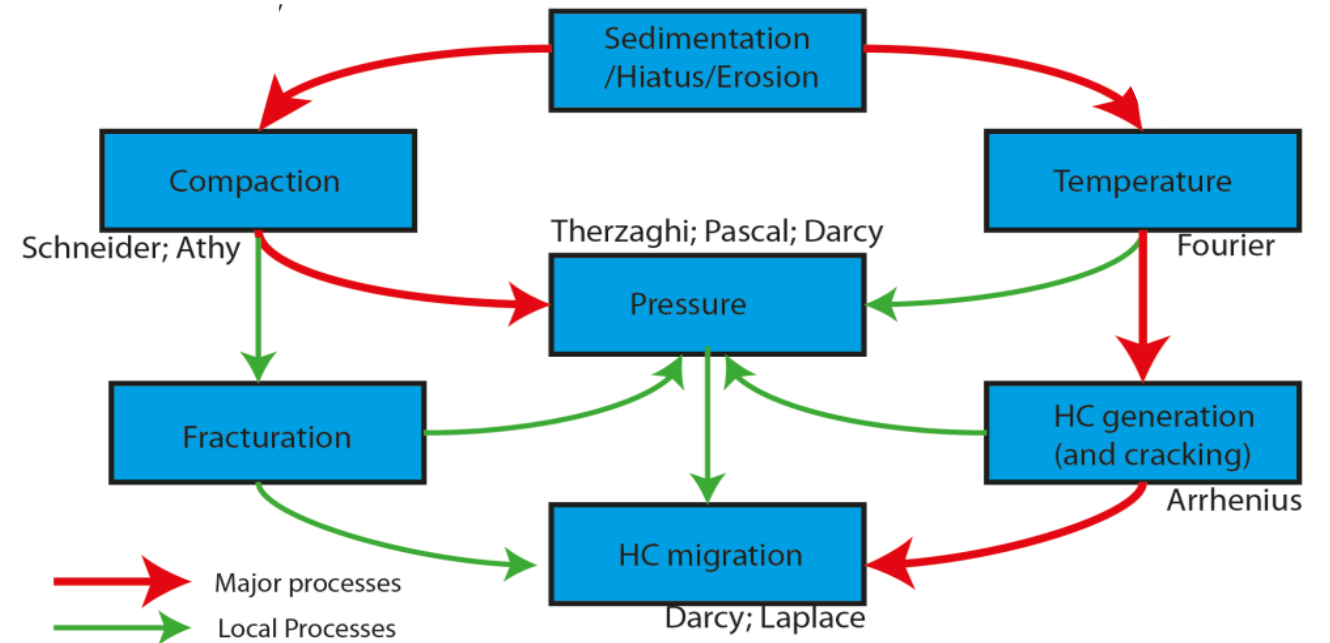 Sedimentation
/Hiatus/Erosion
Compaction
Temperature
Schneider; Athy
Therzaghi; Pascal; Darcy
Fourier
Pressure
Fracturation
HC generation
(and cracking)
Arrhenius
HC migration
Darcy; Laplace
Major processes
Local Processes